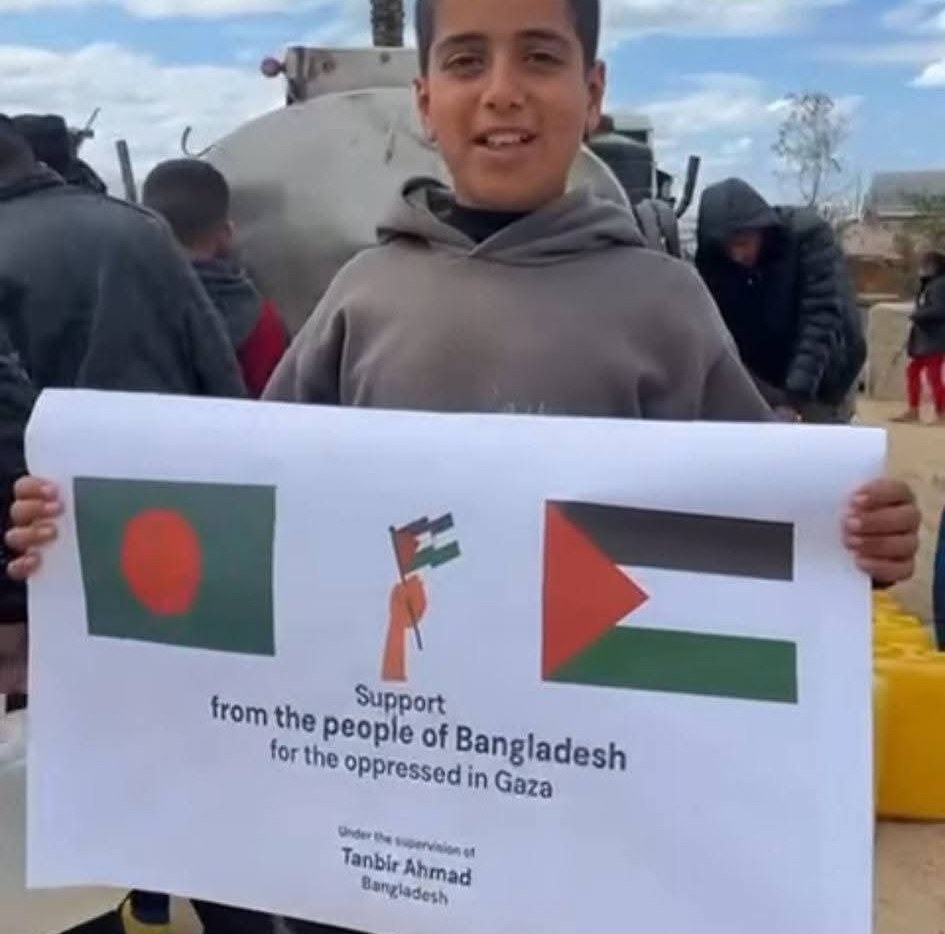 Support
from the people of Bangladesh
for the oppressed in Gaza
Under the supervision of
Tanbir Ahmad
Bangladesh